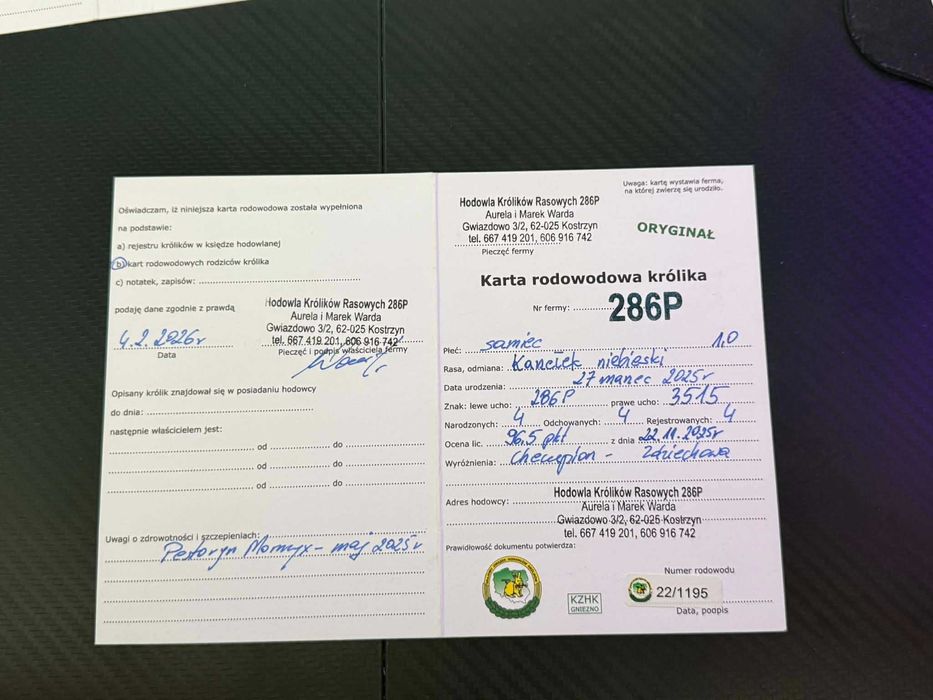 Oświadczam, iż niniejsza karta rodowodowa została wypełniona
na podstawie:
a) rejestru królików w księdze hodowlanej
b) kart rodowodowych rodziców królika
c) notatek, zapisów:
podaję dane zgodnie z prawdą
4.2.2026r
Data
Hodowla Królików Rasowych 286P
Aurela i Marek Warda
Gwiazdowo 3/2, 62-025 Kostrzyn
tel. 667 419 201, 606 916 742
Pieczęć i podpis właściciela fermy
Opisany królik znajdował się w posiadaniu hodowcy
do dnia:
następnie właścicielem jest:
od do
od do
od do
Uwagi o zdrowotności i szczepieniach:
Pestoryn Mormyx - maj 2025r
Uwaga: kartę wystawia ferma,
na której zwierzę się urodziło.
Hodowla Królików Rasowych 286P
Aurela i Marek Warda
Gwiazdowo 3/2, 62-025 Kostrzyn
tel. 667 419 201, 606 916 742
Pieczęć fermy
ORYGINAŁ
Karta rodowodowa królika
Nr fermy: 286P
Płeć: samiec 1.0
Rasa, odmiana: niebieski
Data urodzenia: 27 marzec 2025r
Znak: lewe ucho: 286P prawe ucho: 3515
Narodzonych: 4 Odchowanych: 4 Rejestrowanych: 4
Ocena lic. 96,5 pkt z dnia 22.11.2025r
Wyróżnienia: Champion - Zdziechowa
Adres hodowcy:
Hodowla Królików Rasowych 286P
Aurela i Marek Warda
Gwiazdowo 3/2, 62-025 Kostrzyn
tel. 667 419 201, 606 916 742
Prawidłowość dokumentu potwierdza:
KZHK
GNIEZNO
Numer rodowodu
22/1195
Data, podpis